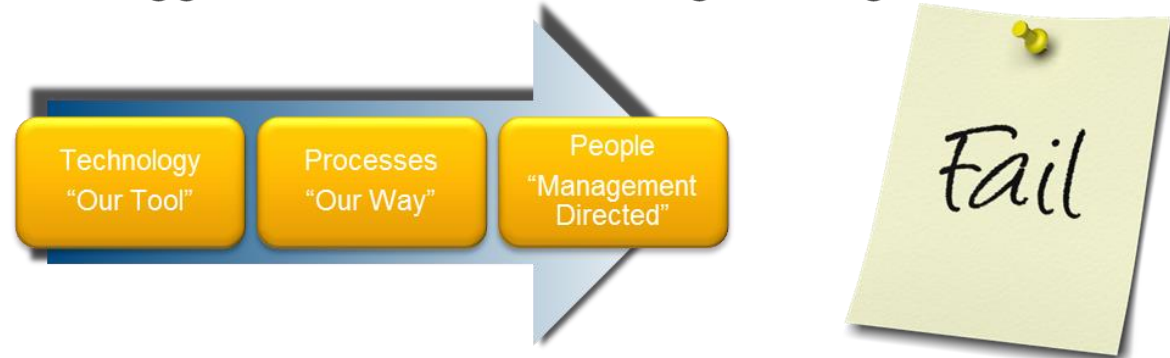 Technology
“Our Tool”
Processes
“Our Way”
People
“Management
Directed”
Fail